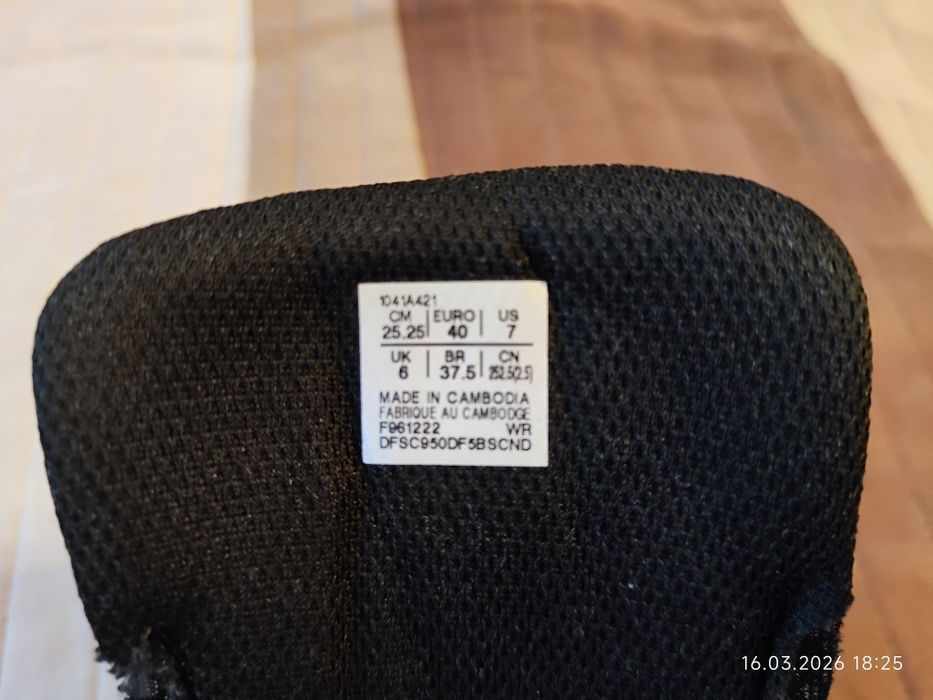 1041A421
CM | EURO | US
25.25 | 40 | 7
UK | BR | CN
6 | 37.5 | 252.5(2.5)
MADE IN CAMBODIA
FABRIQUE AU CAMBODGE
F961222 WR
DFSC950DF5BSCND
16.03.2026 18:25